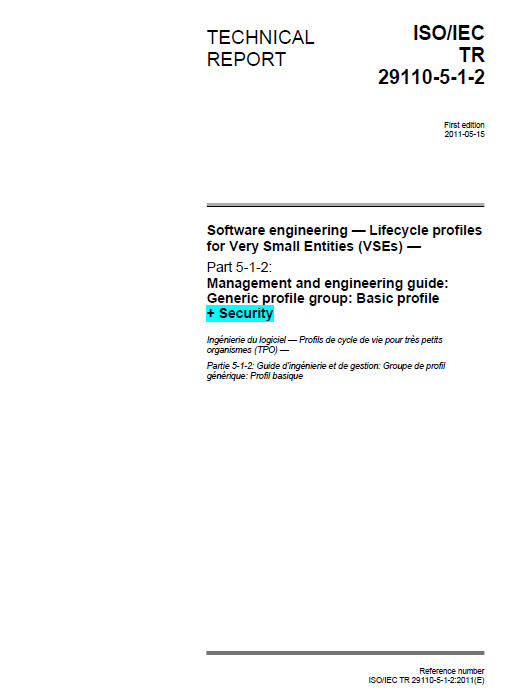 TECHNICAL
REPORT
ISO/IEC
TR
29110-5-1-2
First edition
2011-05-15
Software engineering — Lifecycle profiles
for Very Small Entities (VSEs) —
Part 5-1-2:
Management and engineering guide:
Generic profile group: Basic profile
+ Security
Ingénierie du logiciel — Profils de cycle de vie pour très petits
organismes (TPO) —
Partie 5-1-2: Guide d'ingénierie et de gestion: Groupe de profil
générique: Profil basique
Reference number
ISO/IEC TR 29110-5-1-2:2011(E)